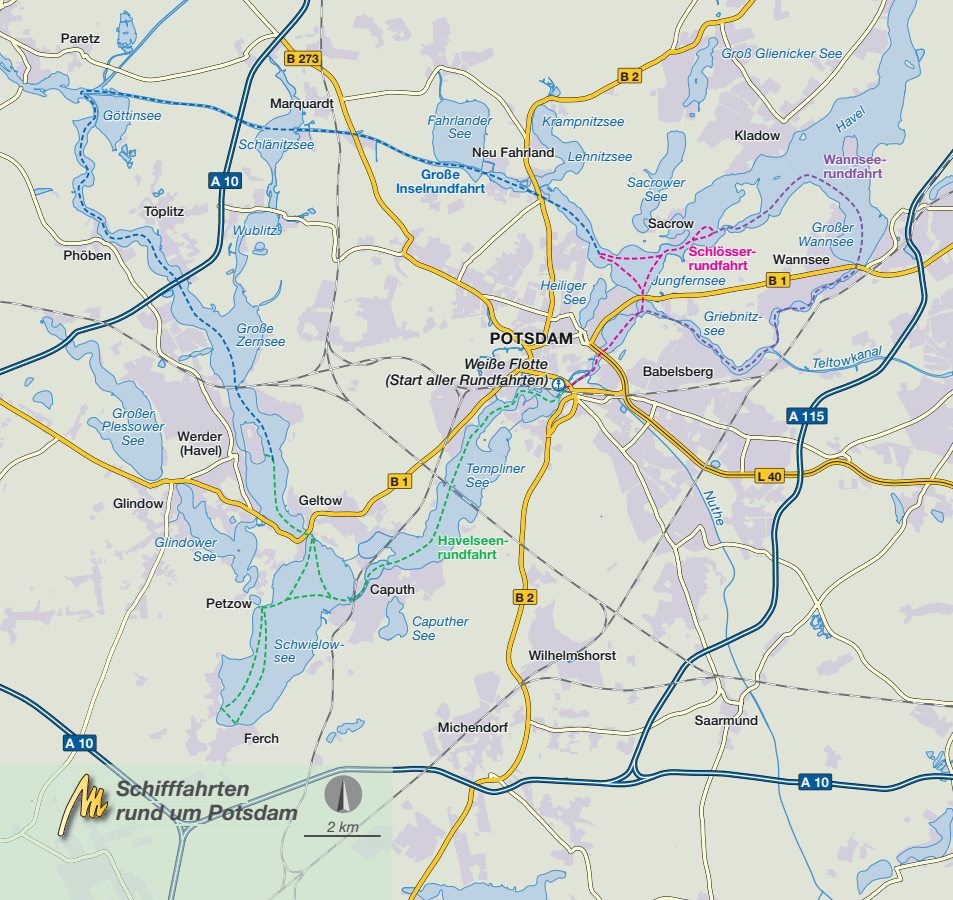 Paretz
B 273
B 2
Groß Glienicker See
Göttinsee
Marquardt
Fahrlander
See
Krampnitzsee
Havel
Kladow
Schlänitzsee
Neu Fahrland
Lehnitzsee
Wannsee-
rundfahrt
Große
Inselrundfahrt
A 10
Sacrower
See
Töplitz
Wublitz
Sacrow
Großer
Wannsee
Phöben
Schlösser-
rundfahrt
Wannsee
Jungfernsee
B 1
Heiliger
See
Griebnitz-
see
Große
Zernsee
POTSDAM
Teltowkanal
Weiße Flotte
(Start aller Rundfahrten)
Babelsberg
Großer
Plessower
See
A 115
Werder
(Havel)
Templiner
See
L 40
B 1
Glindow
Geltow
Nuthe
Glindower
See
Havelseen-
rundfahrt
Petzow
Caputh
B 2
Caputher
See
Schwielow-
see
Wilhelmshorst
Ferch
Michendorf
Saarmund
A 10
A 10
Schifffahrten
rund um Potsdam
2 km